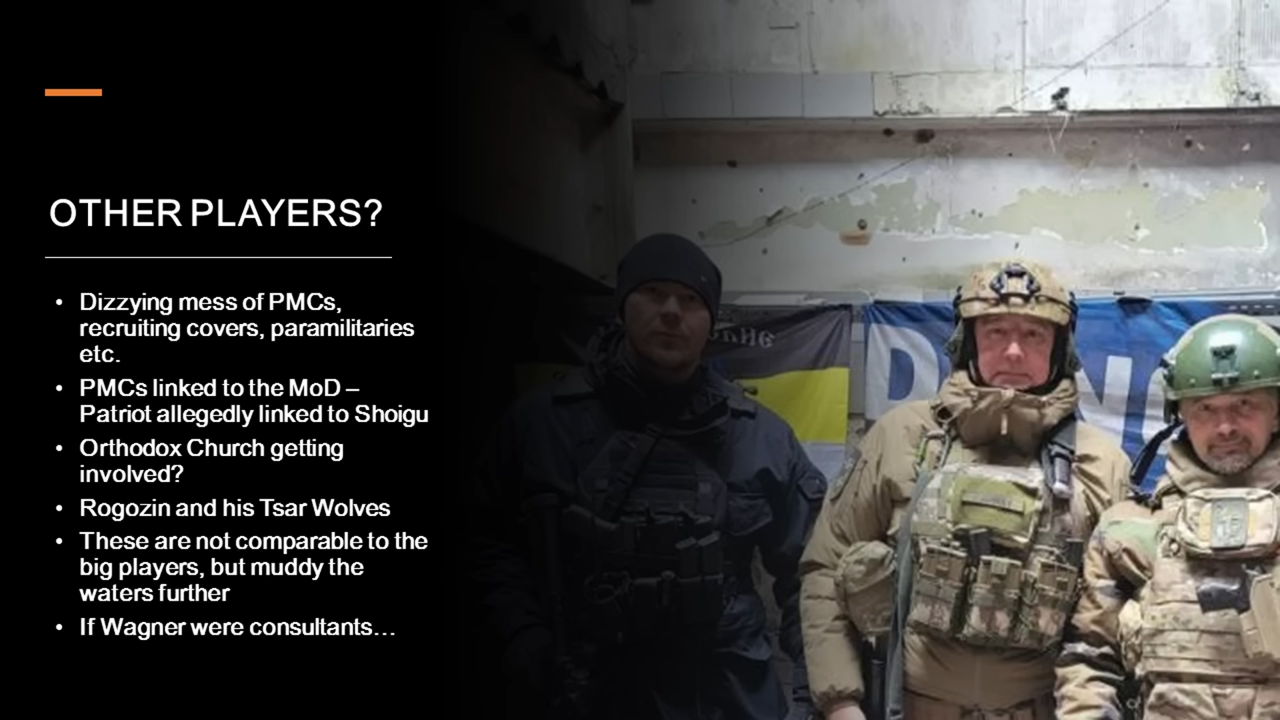 OTHER PLAYERS?
• Dizzying mess of PMCs,
recruiting covers, paramilitaries
etc.
• PMCs linked to the MoD –
Patriot allegedly linked to Shoigu
• Orthodox Church getting
involved?
• Rogozin and his Tsar Wolves
• These are not comparable to the
big players, but muddy the
waters further
• If Wagner were consultants…